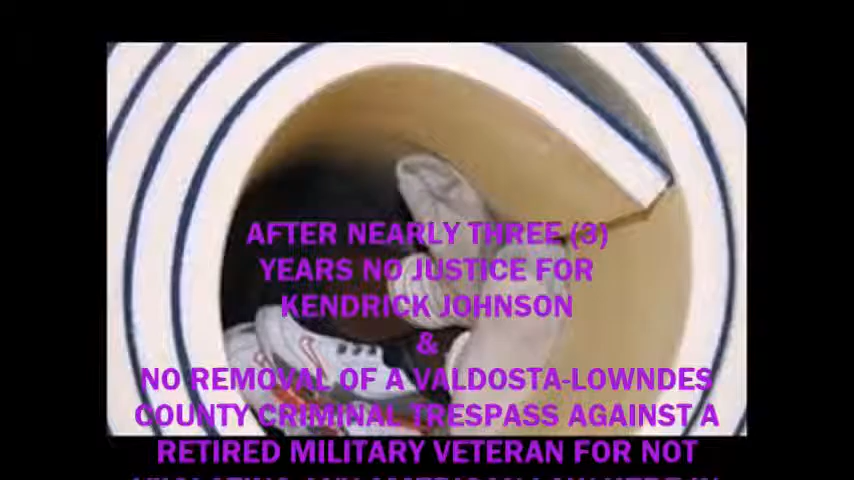 AFTER NEARLY THREE (3)
YEARS NO JUSTICE FOR
KENDRICK JOHNSON
&
NO REMOVAL OF A VALDOSTA-LOWNDES
COUNTY CRIMINAL TRESPASS AGAINST A
RETIRED MILITARY VETERAN FOR NOT